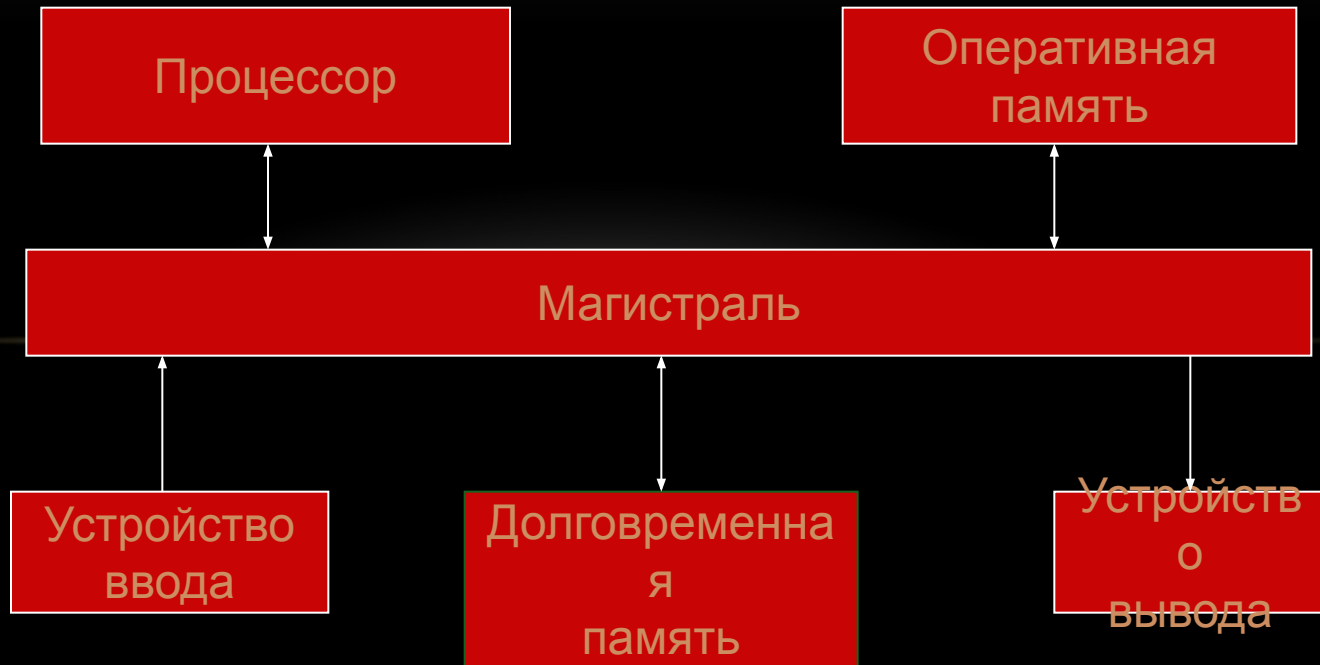 Процессор
Оперативная
память
Магистраль
Устройство
ввода
Долговременна
я
память
Устройств
о
вывода